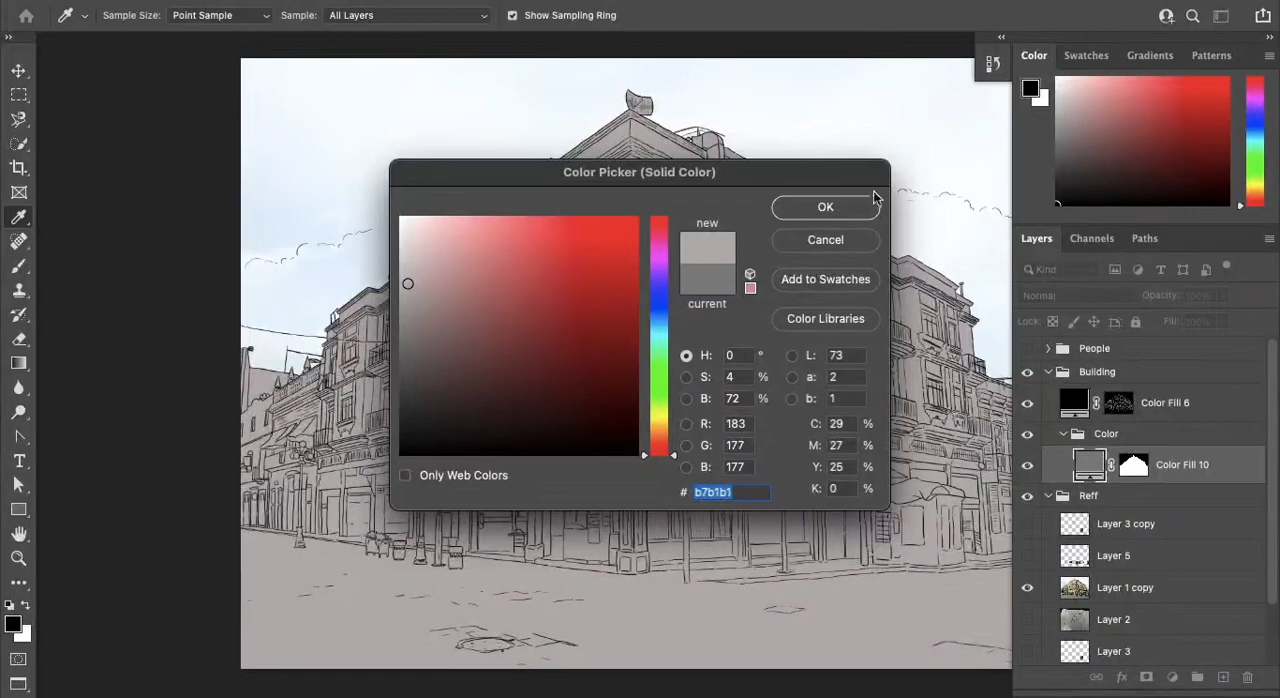 Sample Size: Point Sample Sample: All Layers Show Sampling Ring
Color Swatches Gradients Patterns
Color Picker (Solid Color)
new
current
OK
Cancel
Add to Swatches
Color Libraries
H: 0 °
S: 4 %
B: 72 %
R: 183
G: 177
B: 177
# b7b1b1
L: 73
a: 2
b: 1
C: 29 %
M: 27 %
Y: 25 %
K: 0 %
Only Web Colors
Layers Channels Paths
Kind
Normal Opacity: 100%
Lock: Fill: 100%
People
Building
Color Fill 6
Color
Color Fill 10
Reff
Layer 3 copy
Layer 5
Layer 1 copy
Layer 2
Layer 3
fx